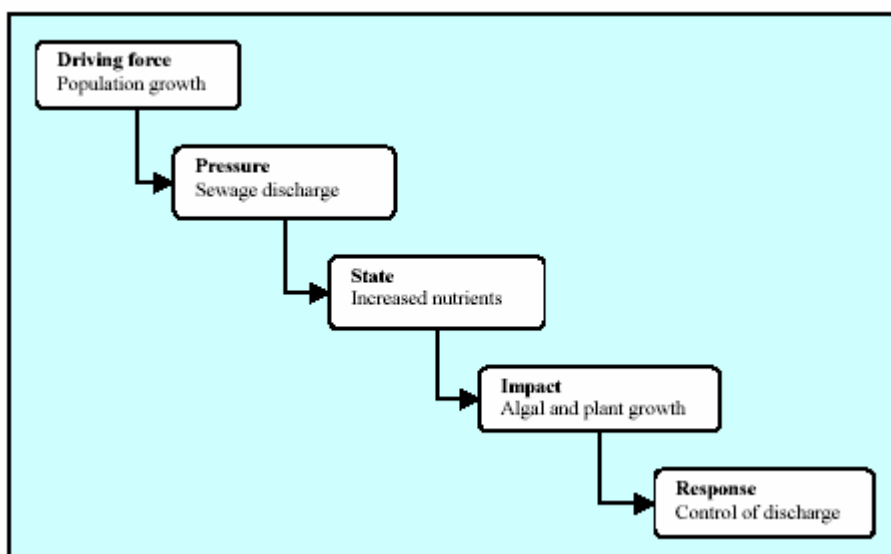 Driving force
Population growth
Pressure
Sewage discharge
State
Increased nutrients
Impact
Algal and plant growth
Response
Control of discharge